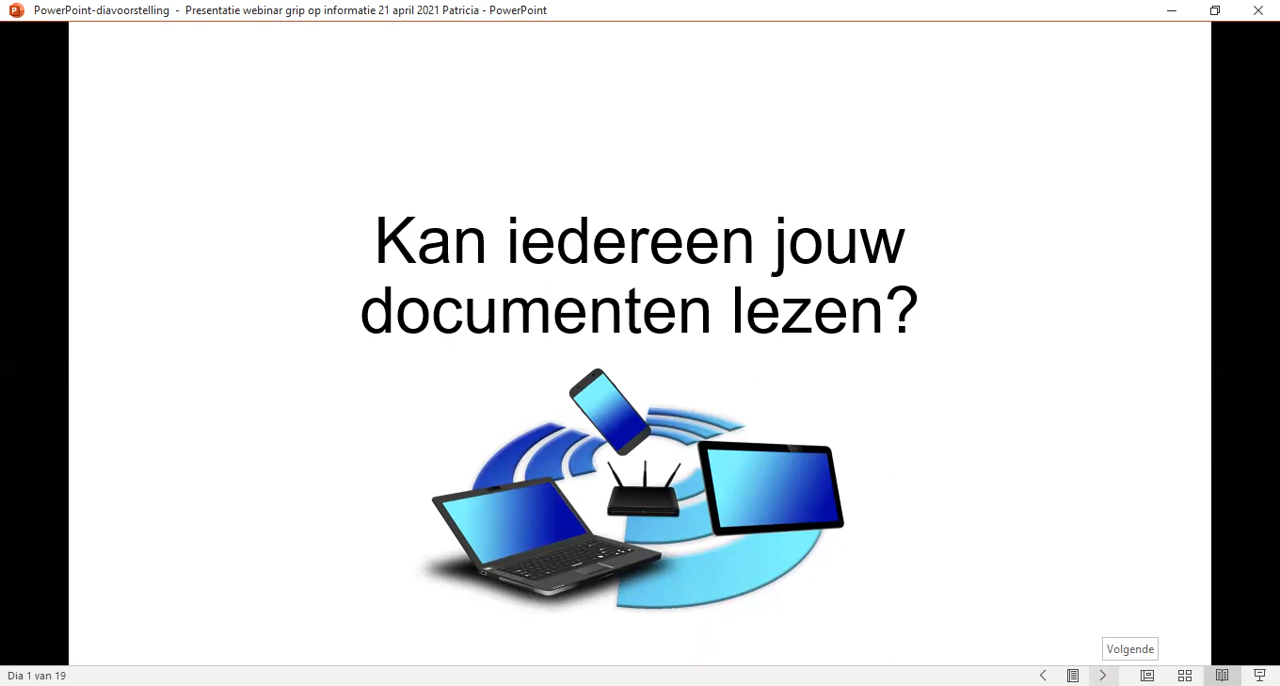 PowerPoint-diavoorstelling - Presentatie webinar grip op informatie 21 april 2021 Patricia - PowerPoint
Kan iedereen jouw
documenten lezen?
Volgende
Dia 1 van 19